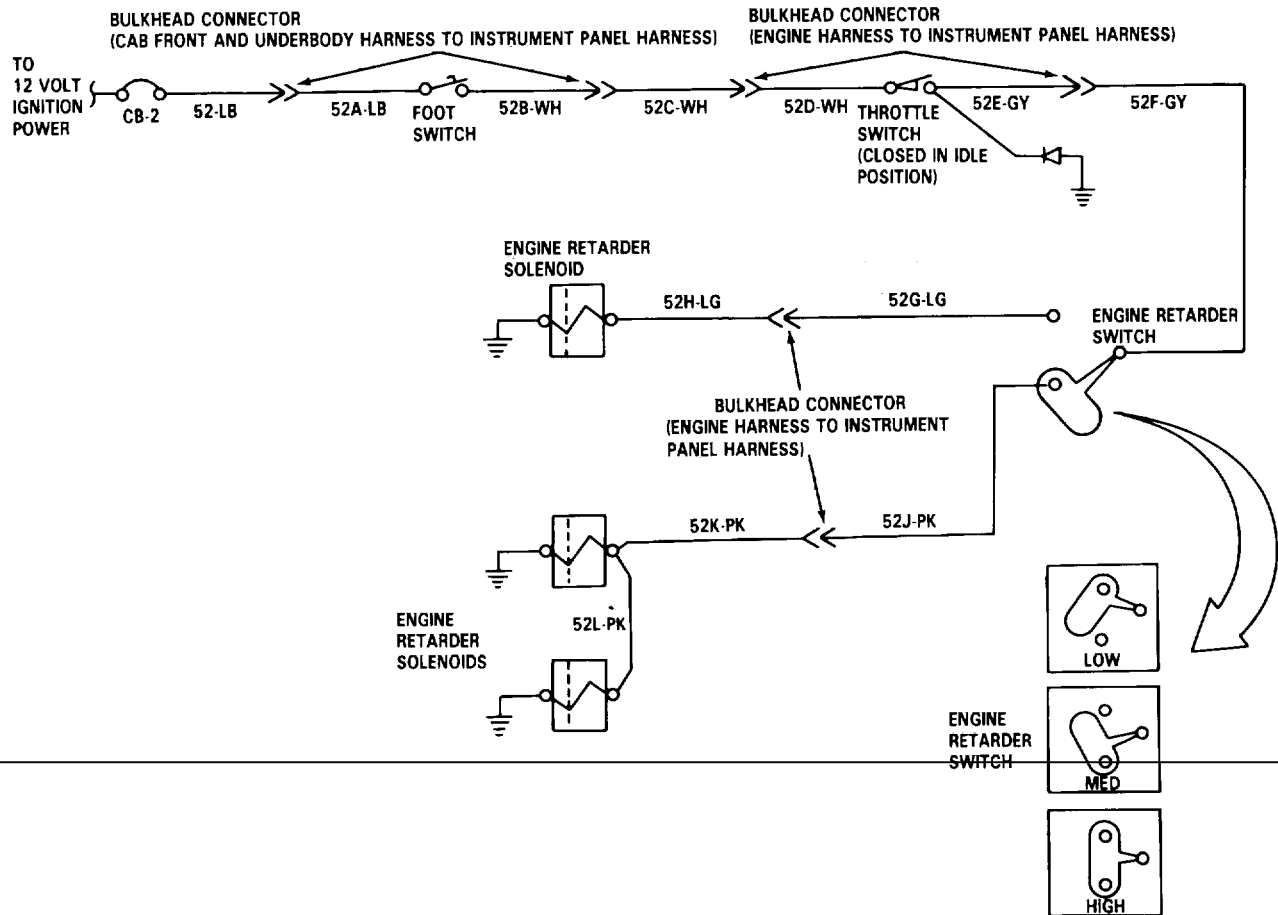 BULKHEAD CONNECTOR
(CAB FRONT AND UNDERBODY HARNESS TO INSTRUMENT PANEL HARNESS)
BULKHEAD CONNECTOR
(ENGINE HARNESS TO INSTRUMENT PANEL HARNESS)
TO
12 VOLT
IGNITION
POWER
CB-2
52-LB
52A-LB
FOOT
SWITCH
52B-WH
52C-WH
52D-WH
THROTTLE
SWITCH
(CLOSED IN IDLE
POSITION)
52E-GY
52F-GY
ENGINE RETARDER
SOLENOID
52H-LG
52G-LG
ENGINE RETARDER
SWITCH
BULKHEAD CONNECTOR
(ENGINE HARNESS TO INSTRUMENT
PANEL HARNESS)
52K-PK
52J-PK
ENGINE
RETARDER
SOLENOIDS
52L-PK
LOW
ENGINE
RETARDER
SWITCH
MED
HIGH